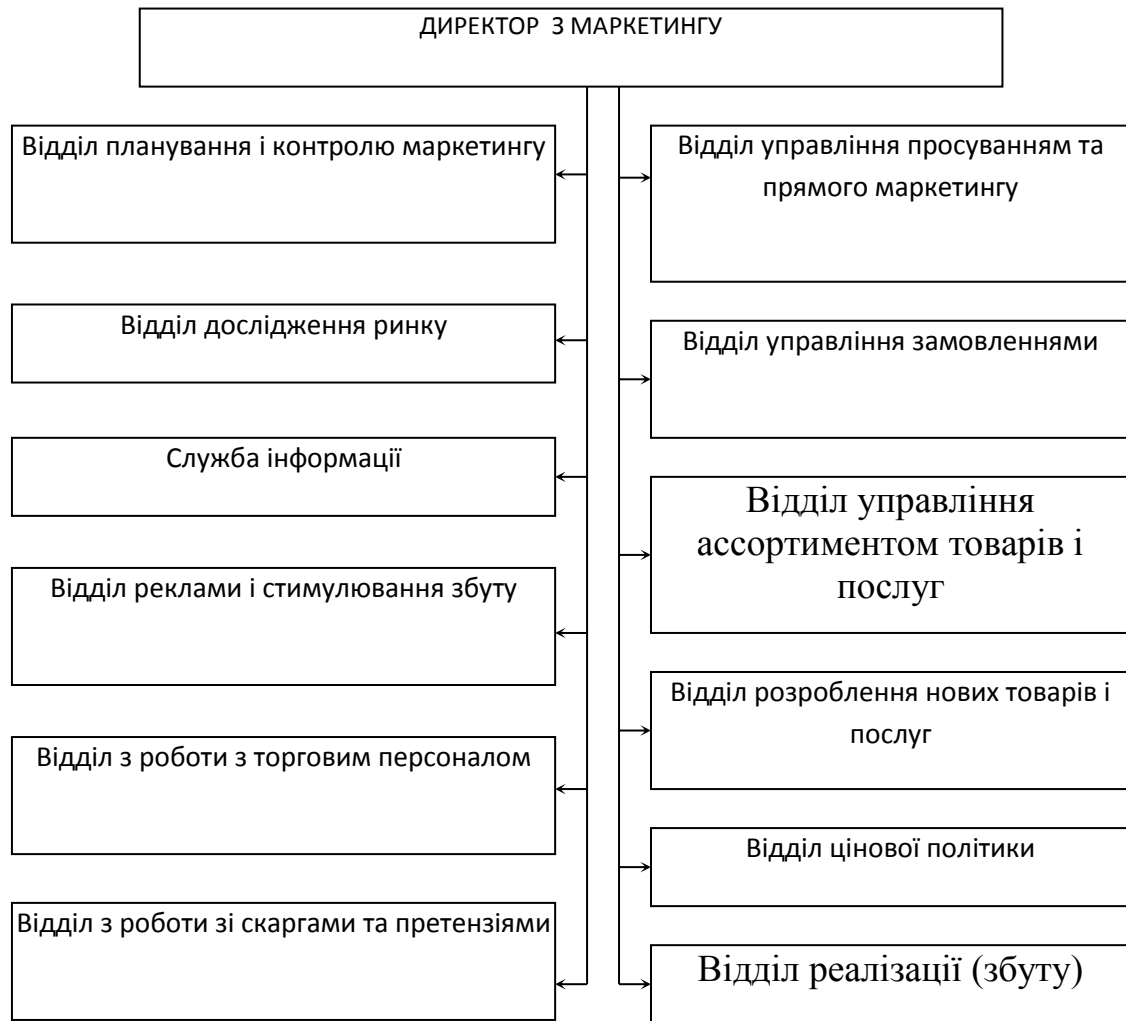 ДИРЕКТОР З МАРКЕТИНГУ
Відділ планування і контролю маркетингу
Відділ дослідження ринку
Служба інформації
Відділ реклами і стимулювання збуту
Відділ з роботи з торговим персоналом
Відділ з роботи зі скаргами та претензіями
Відділ управління просуванням та
прямого маркетингу
Відділ управління замовленнями
Відділ управління
ассортиментом товарів і
послуг
Відділ розроблення нових товарів і
послуг
Відділ цінової політики
Відділ реалізації (збуту)